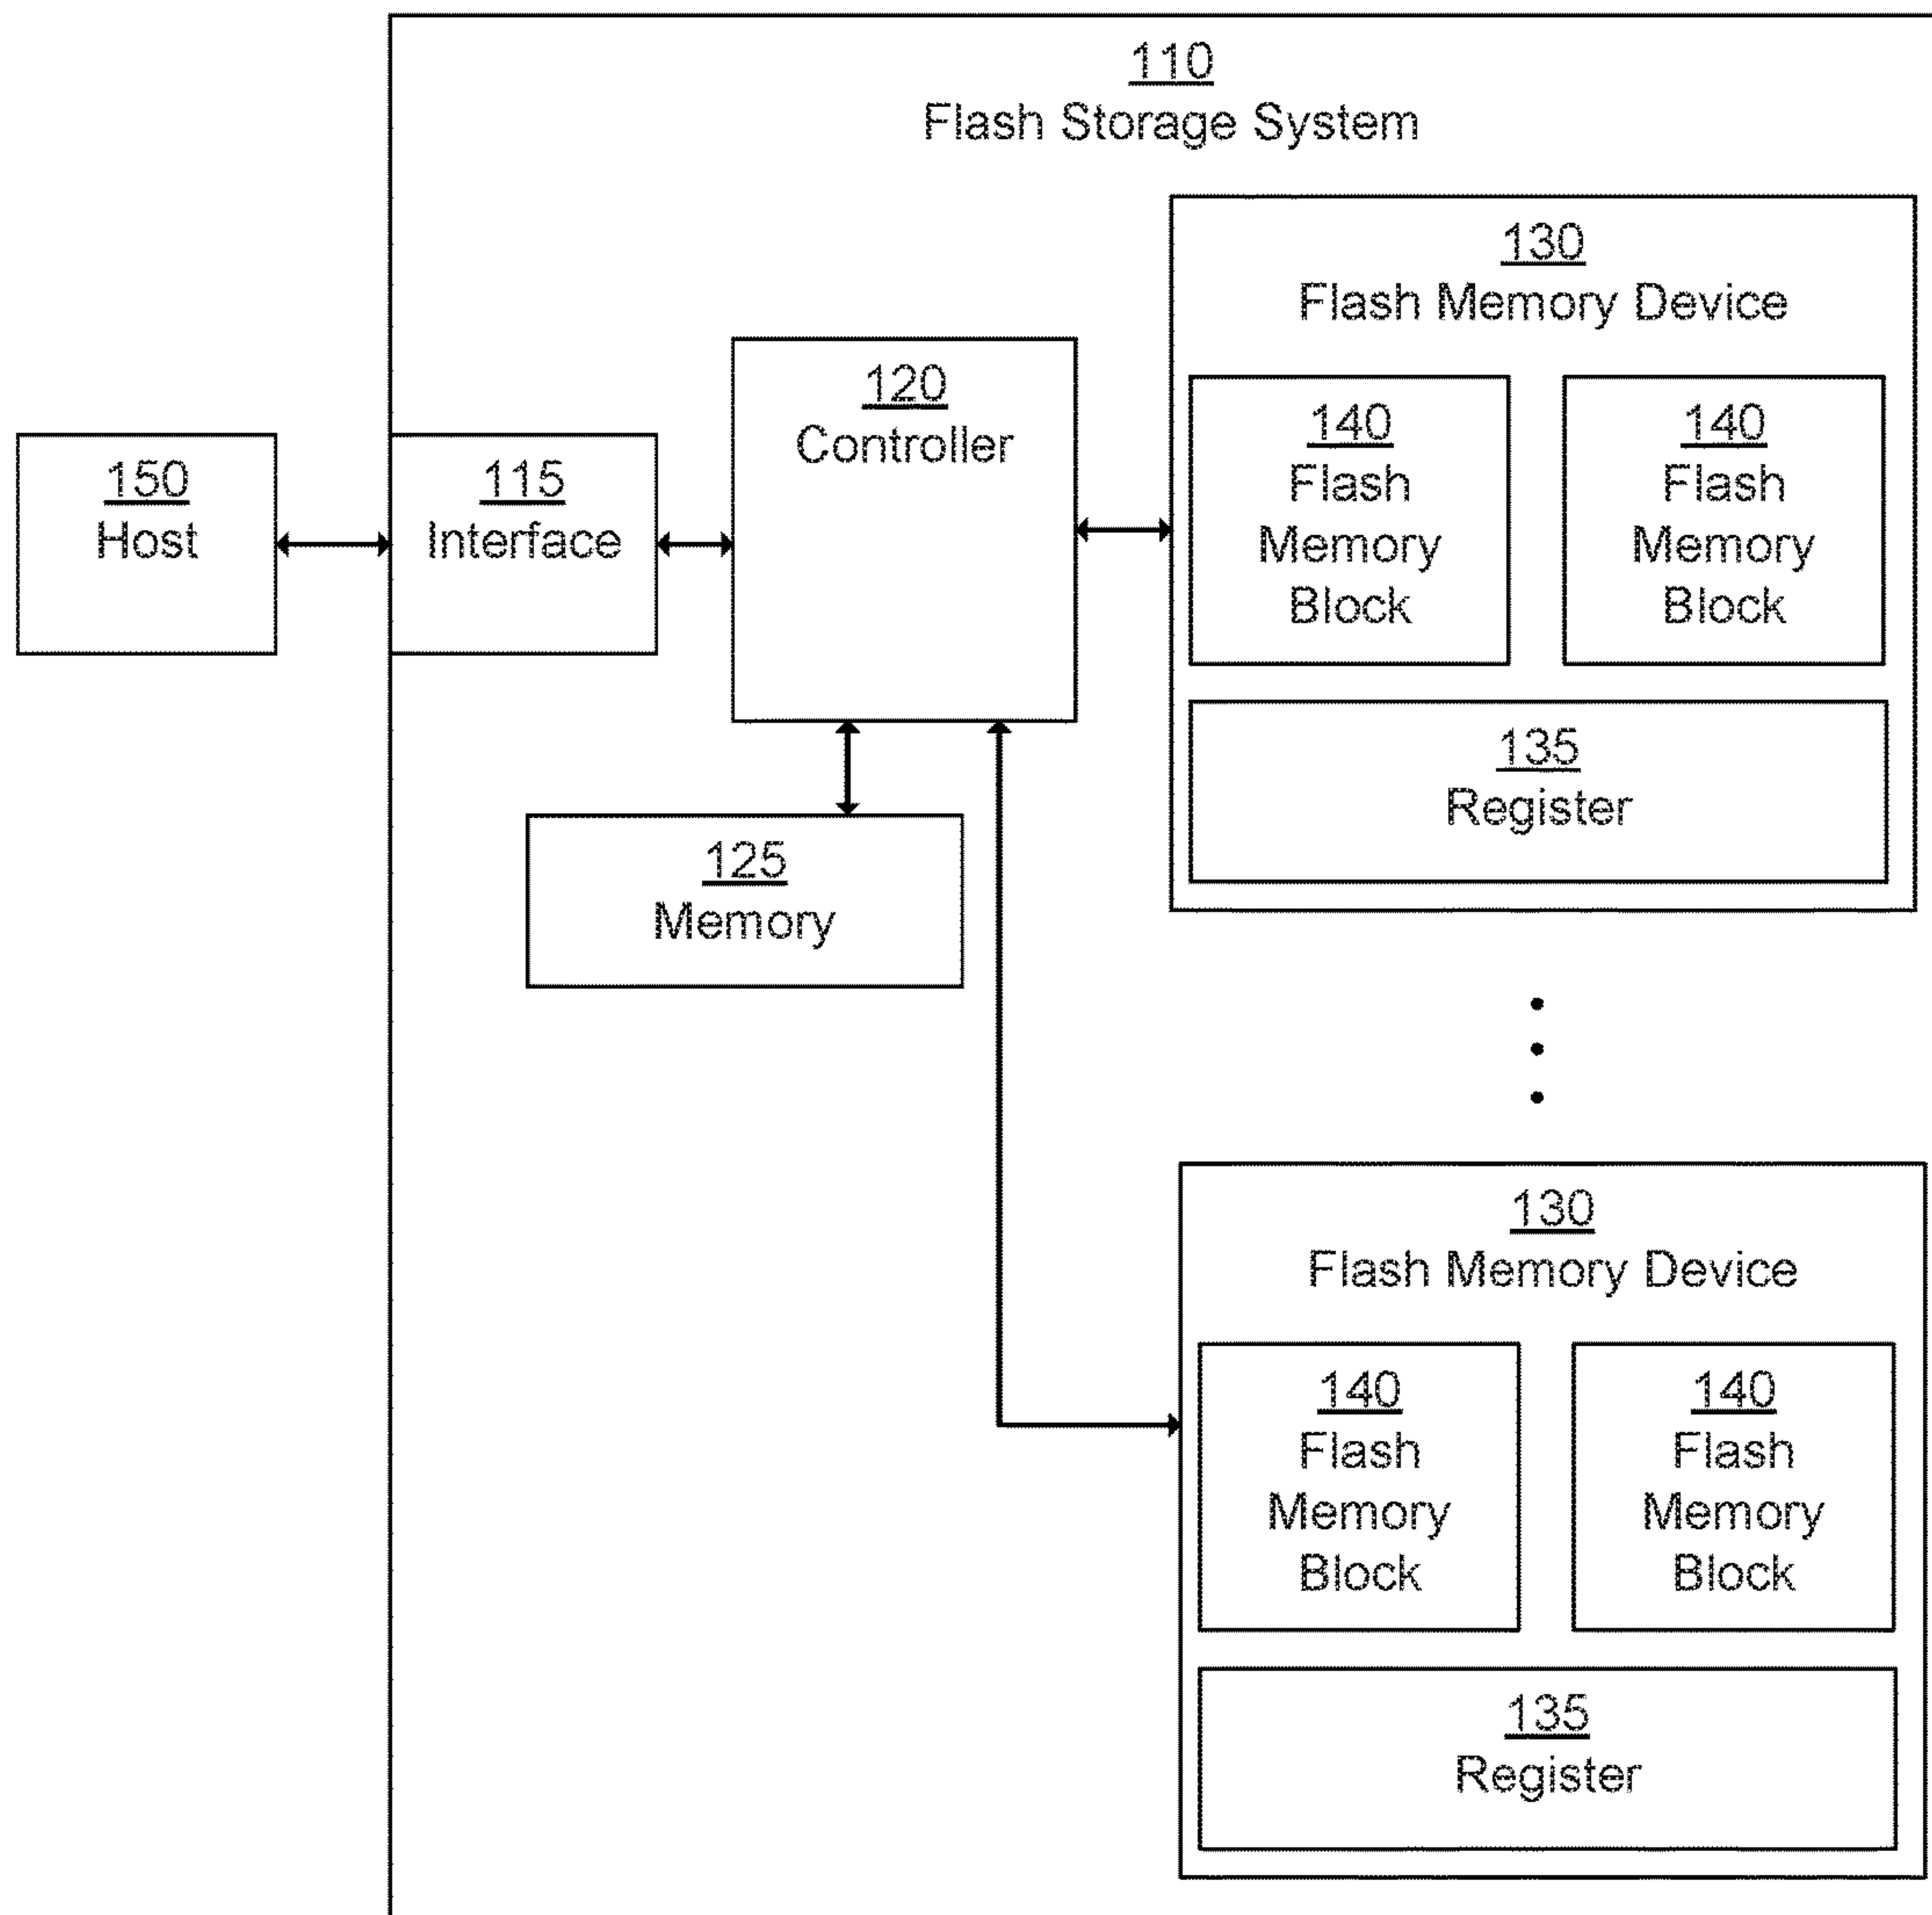 110
Flash Storage System
130
Flash Memory Device
120
Controller
140
Flash
Memory
Block
140
Flash
Memory
Block
150
Host
115
Interface
135
Register
125
Memory
130
Flash Memory Device
140
Flash
Memory
Block
140
Flash
Memory
Block
135
Register